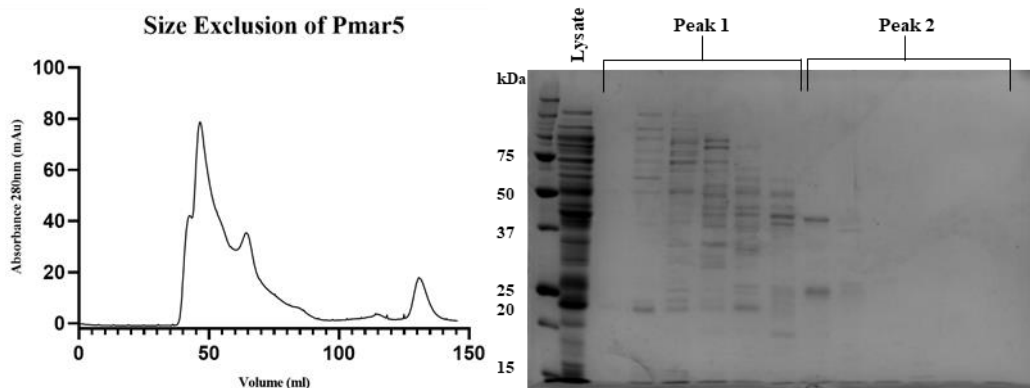 Size Exclusion of Pmar5
Absorbance 280nm (mAu)
100
80
60
40
20
0
0
50
100
150
Volume (ml)
Lysate
Peak 1
Peak 2
kDa
75
50
37
25
20
15